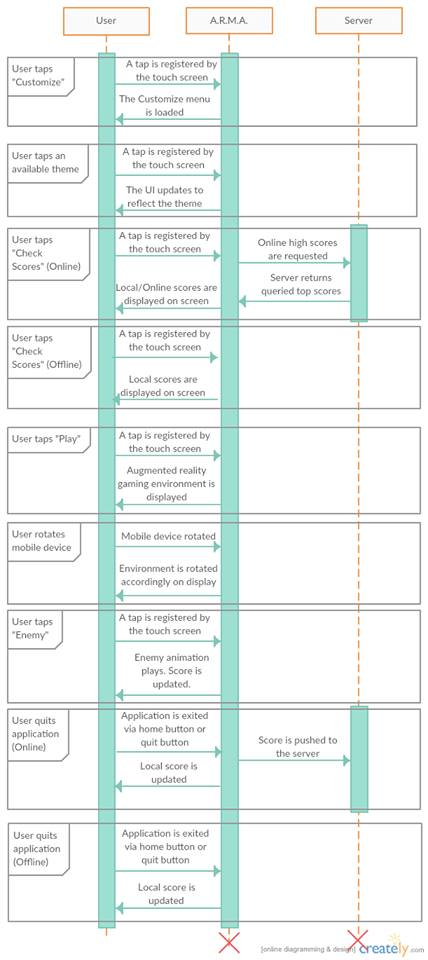 User
A.R.M.A.
Server
User taps
"Customize"
A tap is registered by
the touch screen
The Customize menu
is loaded
User taps an
available theme
A tap is registered by
the touch screen
The UI updates to
reflect the theme
User taps
"Check
Scores" (Online)
A tap is registered by
the touch screen
Online high scores
are requested
Server returns
queried top scores
Local/Online scores are
displayed on screen
User taps
"Check
Scores" (Offline)
A tap is registered by
the touch screen
Local scores are
displayed on screen
User taps "Play"
A tap is registered by
the touch screen
Augmented reality
gaming environment is
displayed
User rotates
mobile device
Mobile device rotated
Environment is rotated
accordingly on display
User taps
"Enemy"
A tap is registered by
the touch screen
Enemy animation
plays. Score is
updated.
User quits
application
(Online)
Application is exited
via home button or
quit button
Score is pushed to
the server
Local score is
updated
User quits
application
(Offline)
Application is exited
via home button or
quit button
Local score is
updated
[online diagramming & design] creately.com